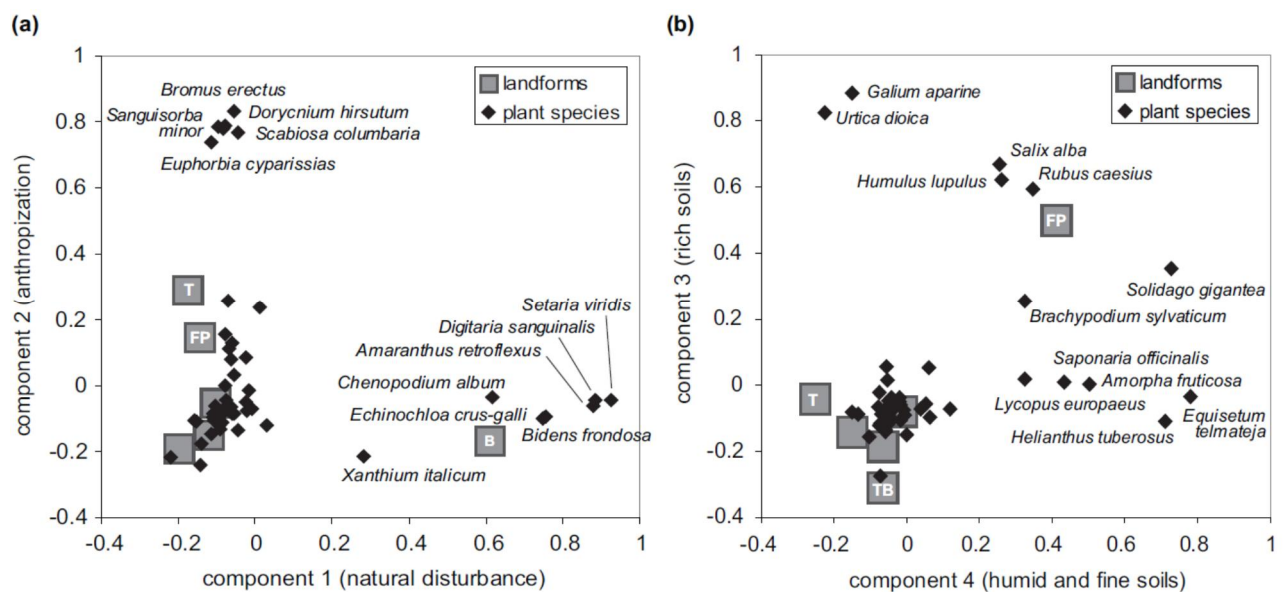 (a)
1
0.8
0.6
0.4
0.2
0
-0.2
-0.4
component 2 (anthropization)
landforms
plant species
Bromus erectus
Sanguisorba
minor
Dorycnium hirsutum
Scabiosa columbaria
Euphorbia cyparissias
T
FP
Setaria viridis
Digitaria sanguinalis
Amaranthus retroflexus
Chenopodium album
Echinochloa crus-galli
Bidens frondosa
B
Xanthium italicum
-0.4
-0.2
0
0.2
0.4
0.6
0.8
1
component 1 (natural disturbance)
(b)
1
0.8
0.6
0.4
0.2
0
-0.2
-0.4
component 3 (rich soils)
landforms
plant species
Galium aparine
Urtica dioica
Salix alba
Humulus lupulus
Rubus caesius
FP
Solidago gigantea
Brachypodium sylvaticum
Saponaria officinalis
Amorpha fruticosa
Lycopus europaeus
Equisetum
telmateja
Helianthus tuberosus
T
TB
-0.4
-0.2
0
0.2
0.4
0.6
0.8
1
component 4 (humid and fine soils)